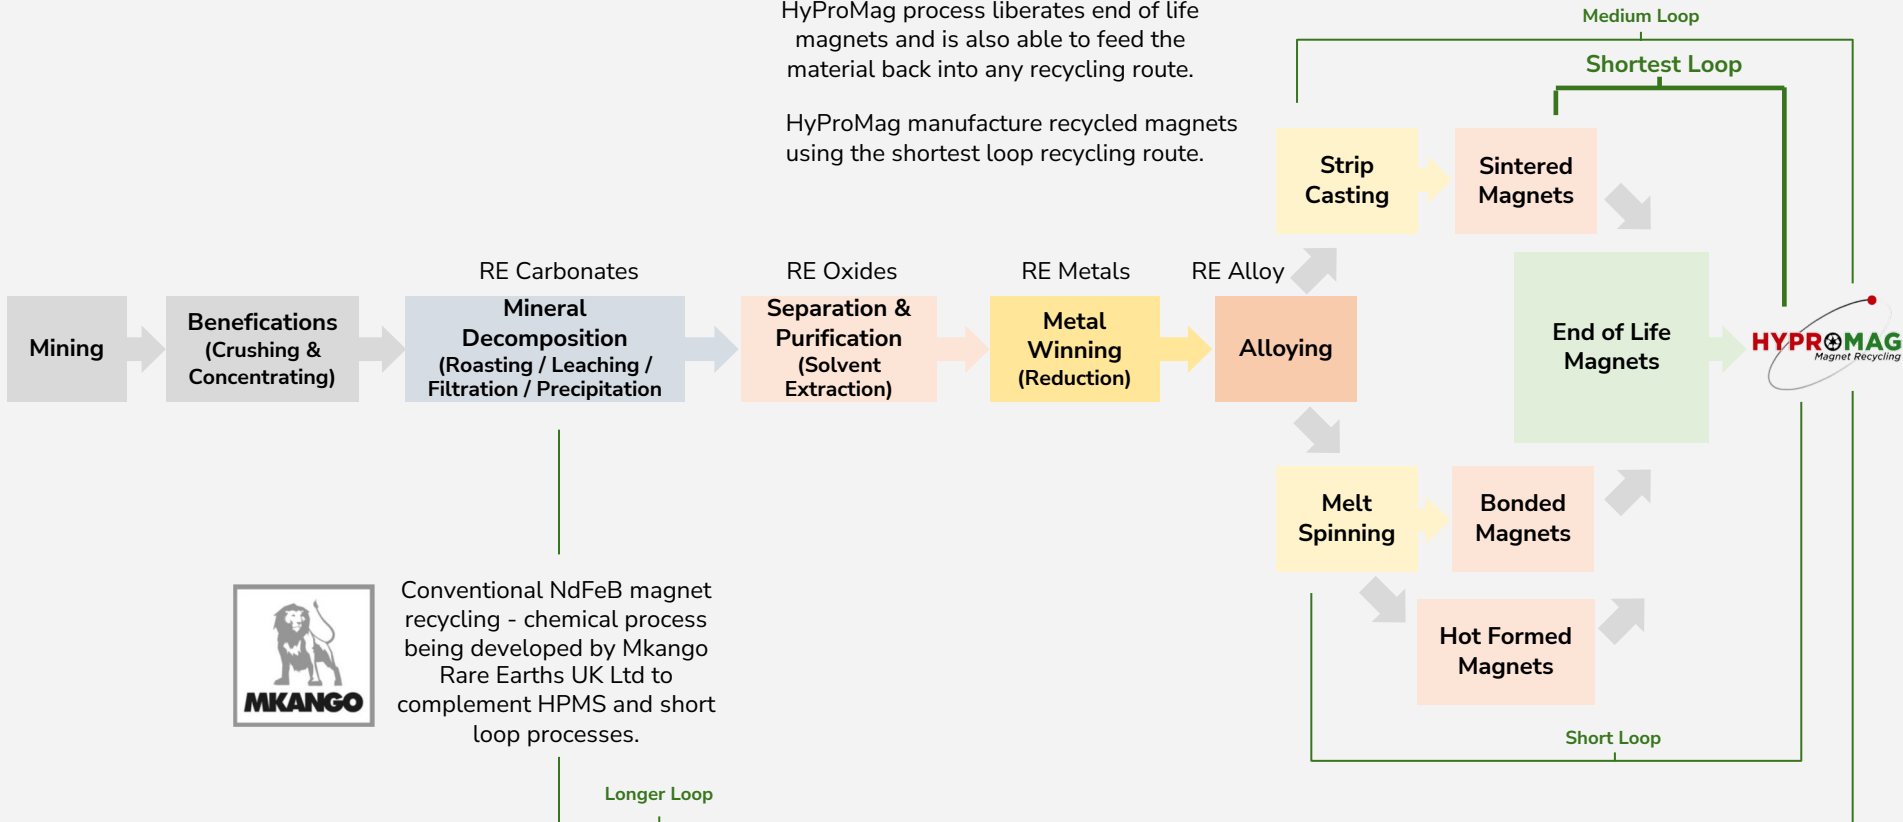 HyProMag process liberates end of life
magnets and is also able to feed the
material back into any recycling route.
HyProMag manufacture recycled magnets
using the shortest loop recycling route.
Medium Loop
Shortest Loop
Strip
Casting
Sintered
Magnets
RE Carbonates
RE Oxides
RE Metals
RE Alloy
Mining
Benefications
(Crushing &
Concentrating)
Mineral
Decomposition
(Roasting / Leaching /
Filtration / Precipitation
Separation &
Purification
(Solvent
Extraction)
Metal
Winning
(Reduction)
Alloying
End of Life
Magnets
HYPROMAG
Magnet Recycling
Melt
Spinning
Bonded
Magnets
Hot Formed
Magnets
Short Loop
MKANGO
Conventional NdFeB magnet
recycling - chemical process
being developed by Mkango
Rare Earths UK Ltd to
complement HPMS and short
loop processes.
Longer Loop